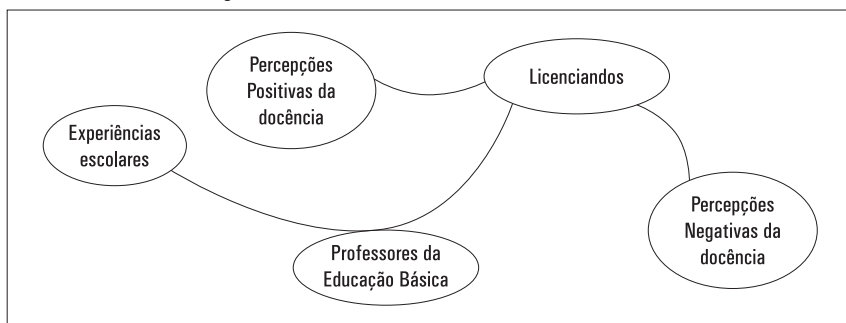 Percepções
Positivas da
docência
Licenciandos
Experiências
escolares
Percepções
Negativas da
docência
Professores da
Educação Básica